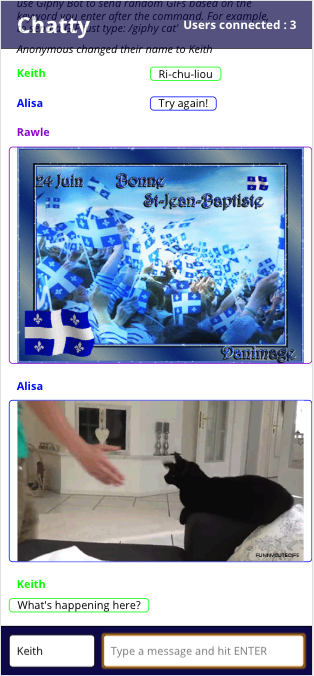 use Giphy Bot to send random GIFs based on the
Chatty
Users connected : 3
keyword you enter after the command. For example,
just type: '/giphy cat'
Anonymous changed their name to Keith
Keith
Ri-chu-liou
Alisa
Try again!
Rawle
24 Juin Bonne
St-Jean-Baptiste
Alisa
FUNNYCUTEGIFS
Keith
What's happening here?
Keith
Type a message and hit ENTER